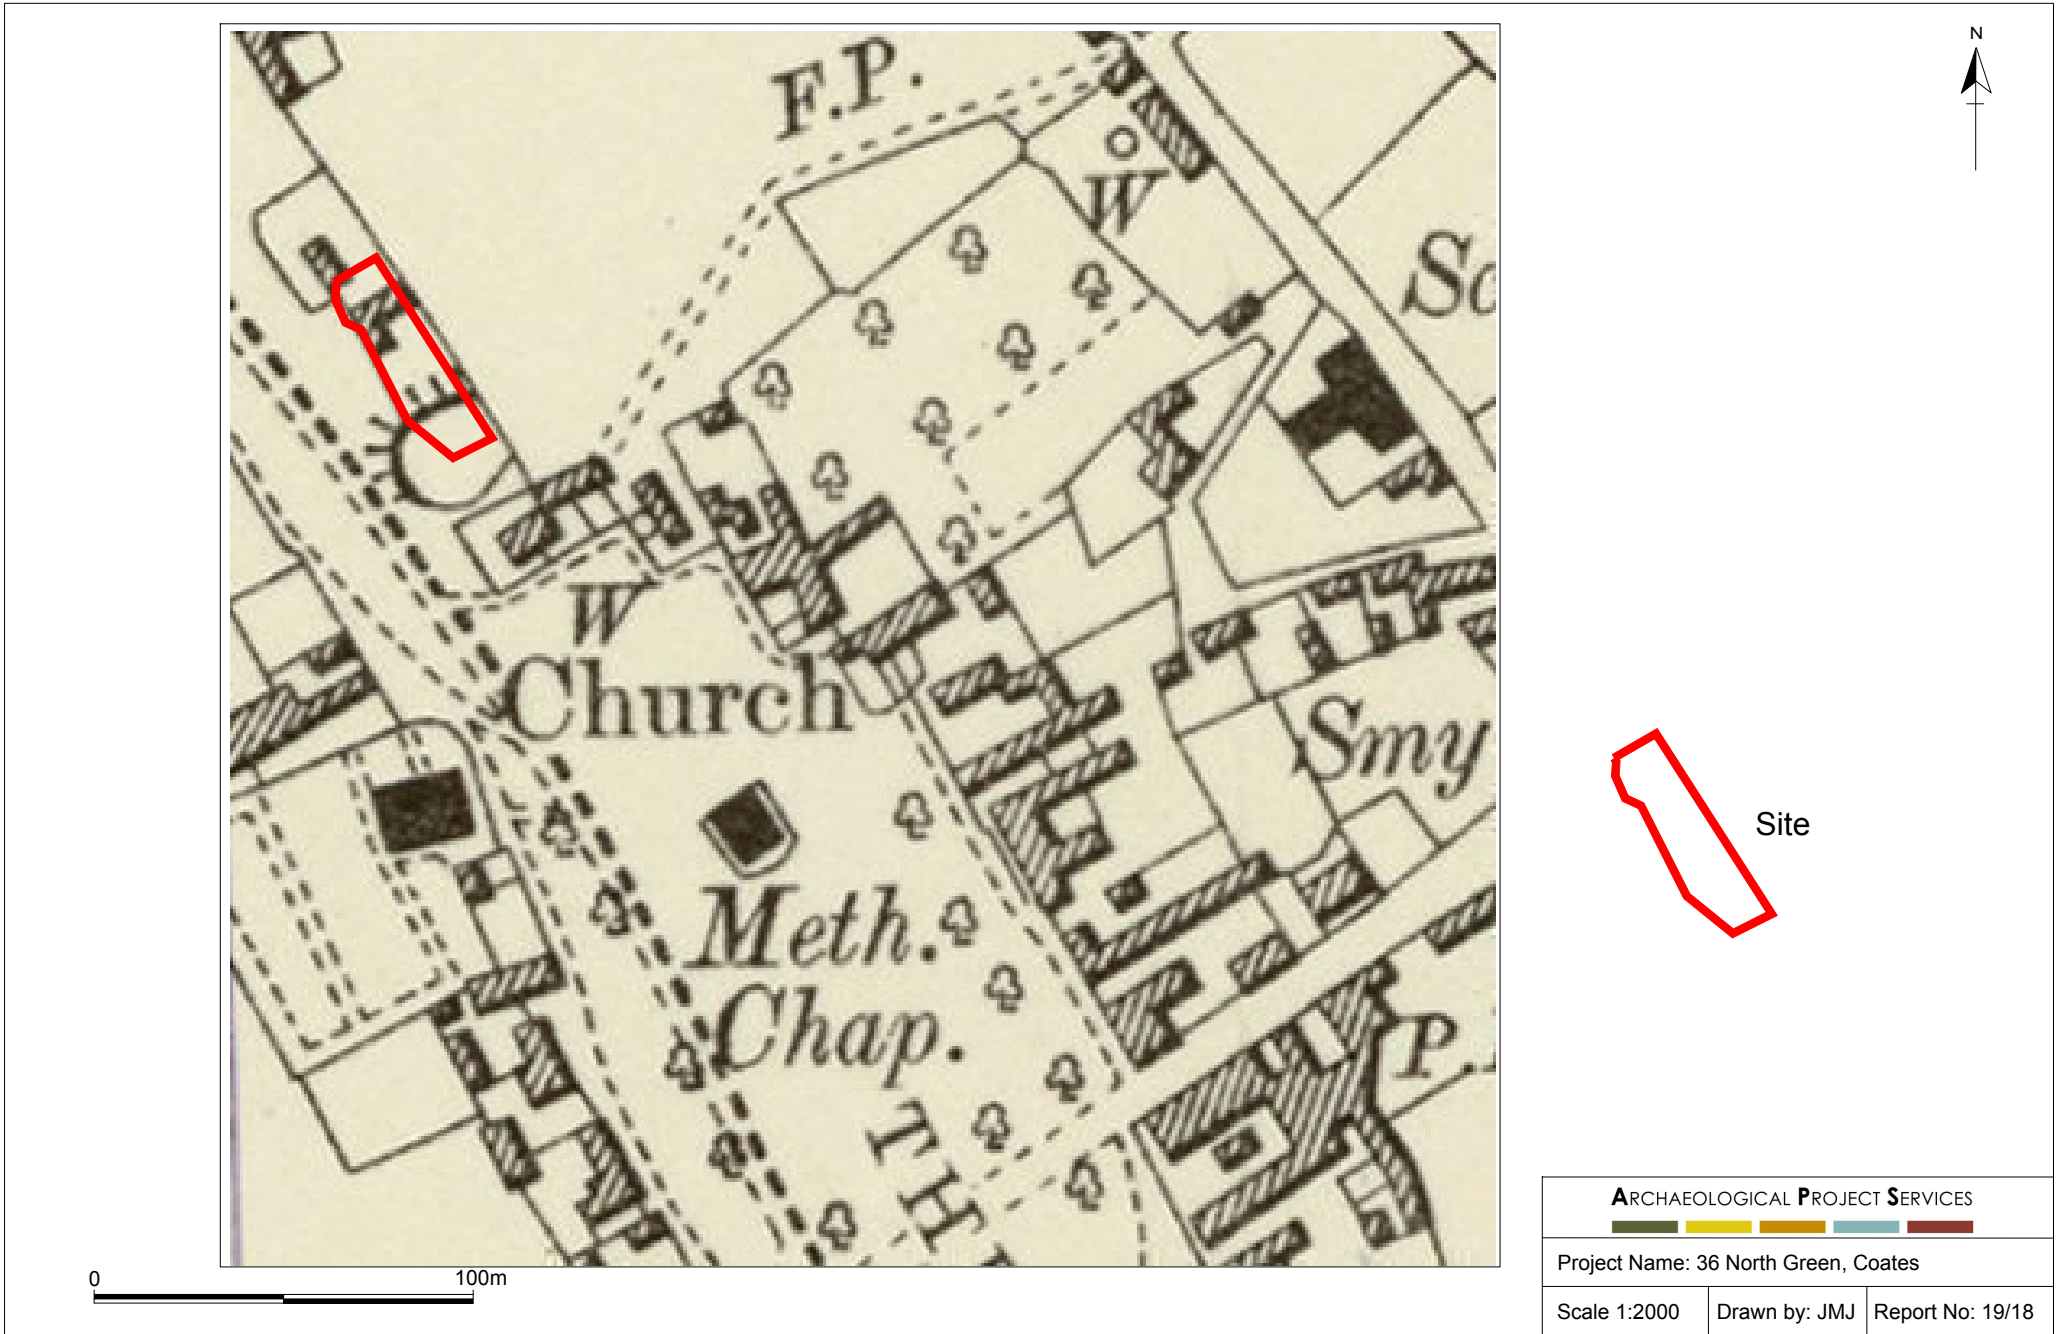 N
F.P.
W
Sc
W
Church
Smy
Site
Meth.
Chap.
P.
TH
0 100m
ARCHAEOLOGICAL PROJECT SERVICES
Project Name: 36 North Green, Coates
Scale 1:2000
Drawn by: JMJ
Report No: 19/18